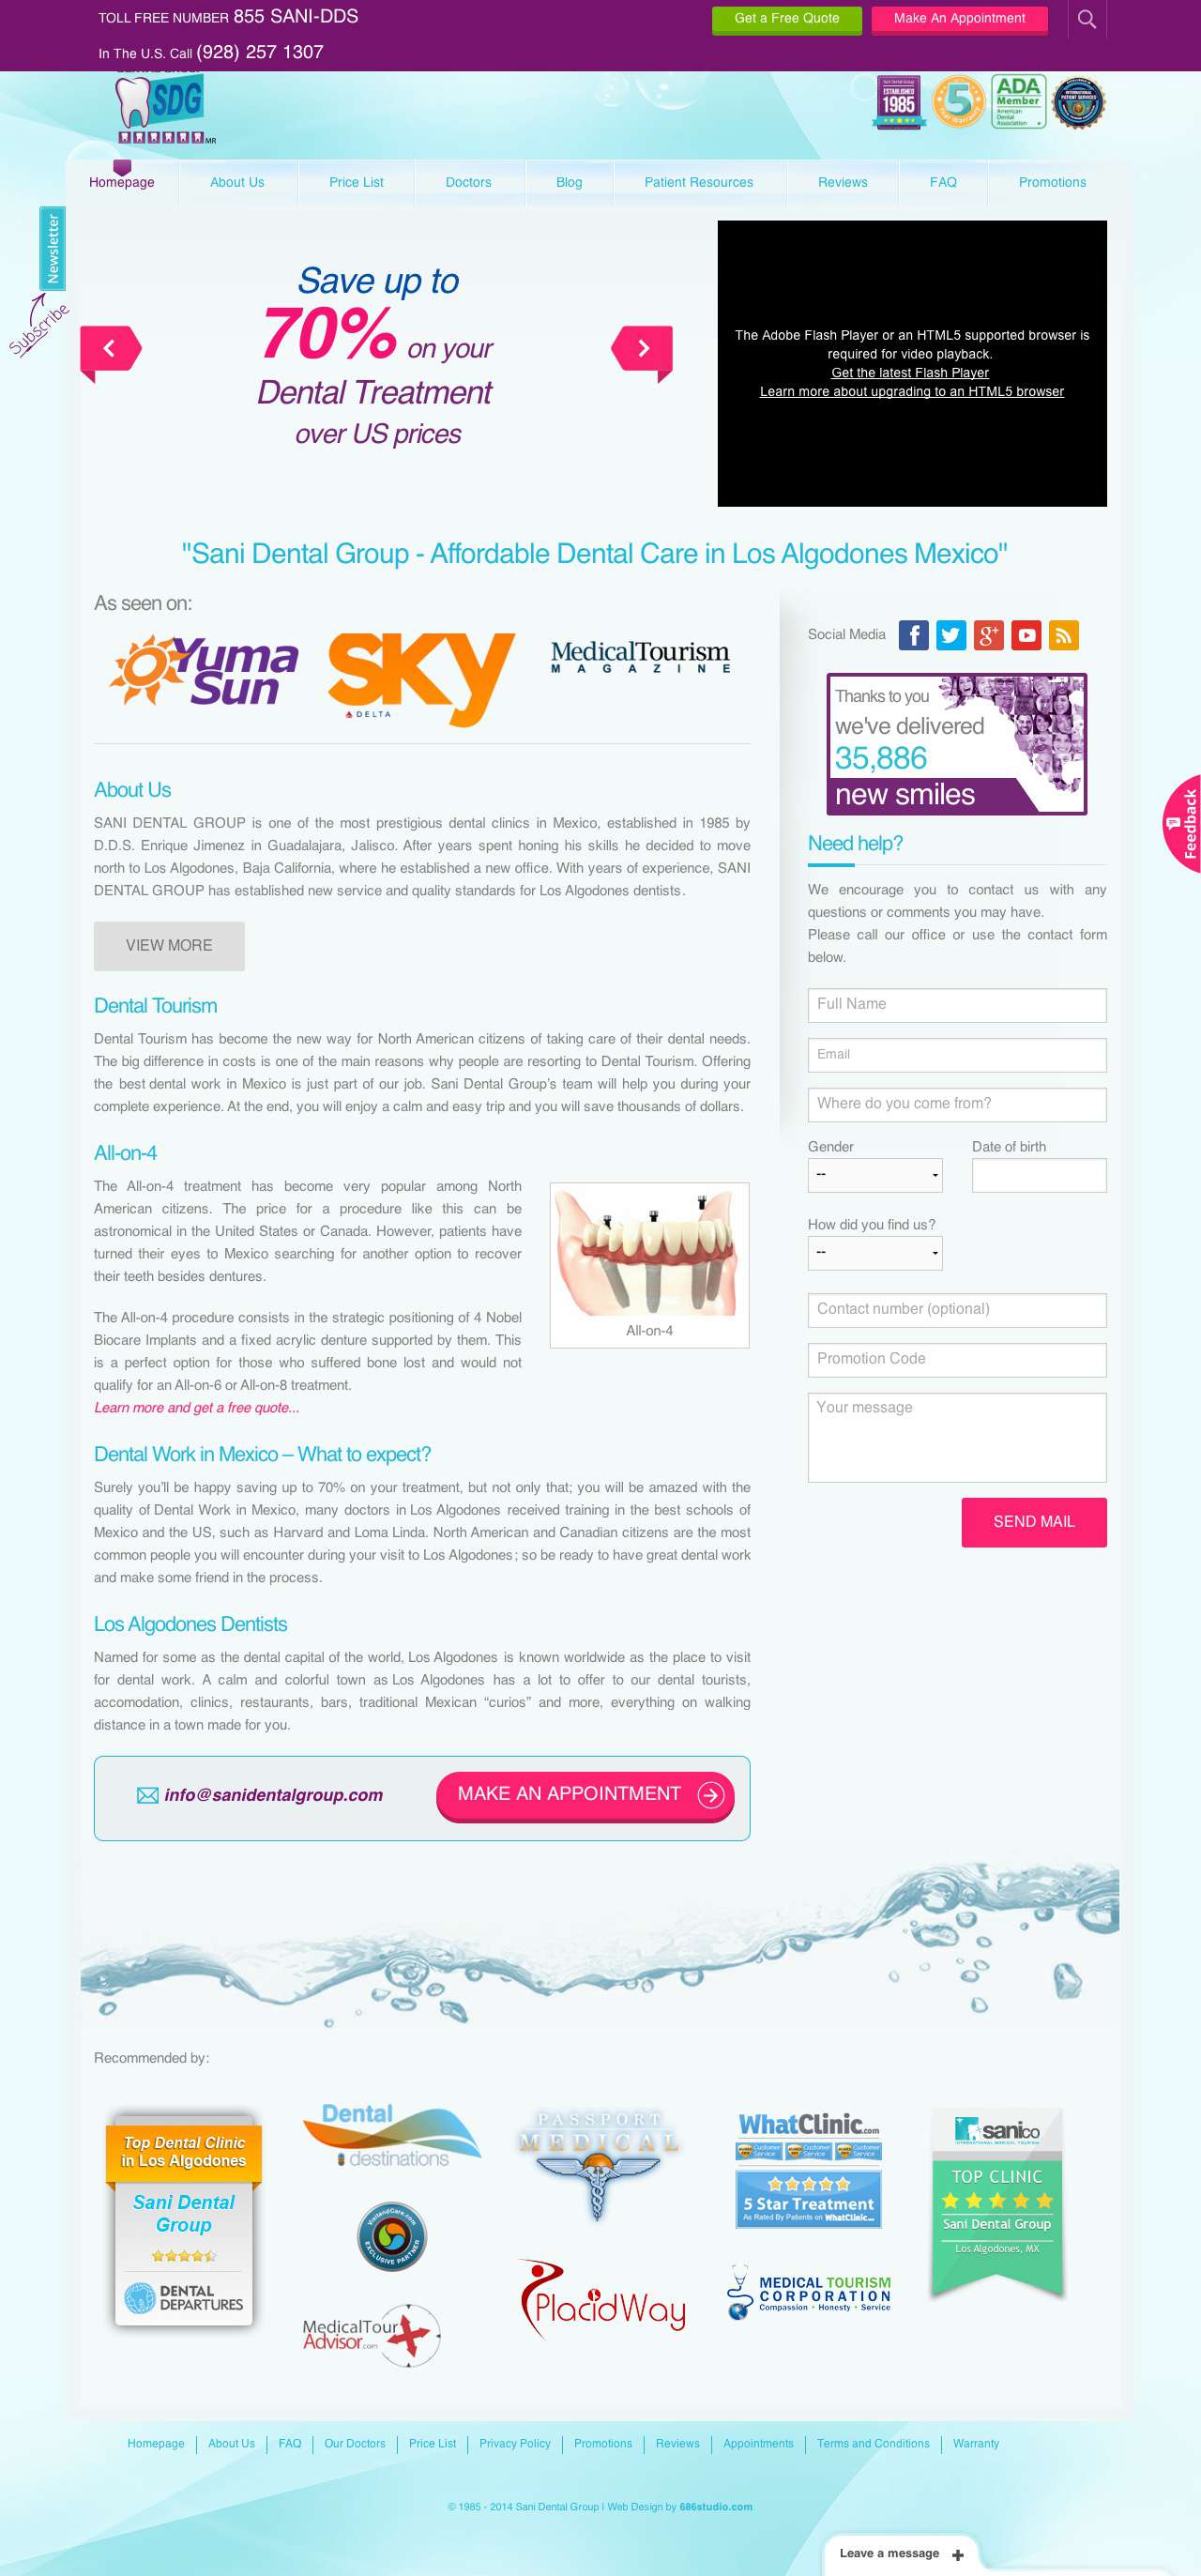 TOLL FREE NUMBER 855 SANI-DDS
In The U.S. Call (928) 257 1307
Get a Free Quote
Make An Appointment
SDG
MR
San Dental Group
ESTABLISHED
1985
5
ADA
Member
American
Dental
Association
INTERNATIONAL
PATIENT SERVICES
Homepage
About Us
Price List
Doctors
Blog
Patient Resources
Reviews
FAQ
Promotions
Newsletter
Subscribe
Save up to
70% on your
Dental Treatment
over US prices
The Adobe Flash Player or an HTML5 supported browser is
required for video playback.
Get the latest Flash Player
Learn more about upgrading to an HTML5 browser
"Sani Dental Group - Affordable Dental Care in Los Algodones Mexico"
As seen on:
Yuma
Sun
sky
DELTA
MedicalTourism
MAGAZINE
Social Media
Thanks to you
we've delivered
35,886
new smiles
Feedback
About Us
SANI DENTAL GROUP is one of the most prestigious dental clinics in Mexico, established in 1985 by
D.D.S. Enrique Jimenez in Guadalajara, Jalisco. After years spent honing his skills he decided to move
north to Los Algodones, Baja California, where he established a new office. With years of experience, SANI
DENTAL GROUP has established new service and quality standards for Los Algodones dentists.
VIEW MORE
Need help?
We encourage you to contact us with any
questions or comments you may have.
Please call our office or use the contact form
below.
Full Name
Email
Where do you come from?
Gender
Date of birth
--
How did you find us?
--
Contact number (optional)
Promotion Code
Your message
SEND MAIL
Dental Tourism
Dental Tourism has become the new way for North American citizens of taking care of their dental needs.
The big difference in costs is one of the main reasons why people are resorting to Dental Tourism. Offering
the best dental work in Mexico is just part of our job. Sani Dental Group's team will help you during your
complete experience. At the end, you will enjoy a calm and easy trip and you will save thousands of dollars.
All-on-4
The All-on-4 treatment has become very popular among North
American citizens. The price for a procedure like this can be
astronomical in the United States or Canada. However, patients have
turned their eyes to Mexico searching for another option to recover
their teeth besides dentures.
The All-on-4 procedure consists in the strategic positioning of 4 Nobel
Biocare Implants and a fixed acrylic denture supported by them. This
is a perfect option for those who suffered bone lost and would not
qualify for an All-on-6 or All-on-8 treatment.
Learn more and get a free quote...
All-on-4
Dental Work in Mexico – What to expect?
Surely you'll be happy saving up to 70% on your treatment, but not only that; you will be amazed with the
quality of Dental Work in Mexico, many doctors in Los Algodones received training in the best schools of
Mexico and the US, such as Harvard and Loma Linda. North American and Canadian citizens are the most
common people you will encounter during your visit to Los Algodones; so be ready to have great dental work
and make some friend in the process.
Los Algodones Dentists
Named for some as the dental capital of the world, Los Algodones is known worldwide as the place to visit
for dental work. A calm and colorful town as Los Algodones has a lot to offer to our dental tourists,
accomodation, clinics, restaurants, bars, traditional Mexican “curios” and more, everything on walking
distance in a town made for you.
info@sanidentalgroup.com
MAKE AN APPOINTMENT
Recommended by:
Top Dental Clinic
in Los Algodones
Sani Dental
Group
DENTAL
DEPARTURES
Dental
destinations
VisitandCare.com
EXCLUSIVE PARTNER
MedicalTour
Advisor.com
PASSPORT
MEDICAL
PlacidWay
WhatClinic.com
Customer
Service
Customer
Service
Customer
Service
5 Star Treatment
As Rated By Patients on WhatClinic...
MEDICAL TOURISM
CORPORATION
Compassion • Honesty • Service
sanico
INTERNATIONAL MEDICAL TOURISM
TOP CLINIC
Sani Dental Group
Los Algodones, MX
Homepage
About Us
FAQ
Our Doctors
Price List
Privacy Policy
Promotions
Reviews
Appointments
Terms and Conditions
Warranty
© 1985 - 2014 Sani Dental Group | Web Design by 686studio.com
Leave a message +